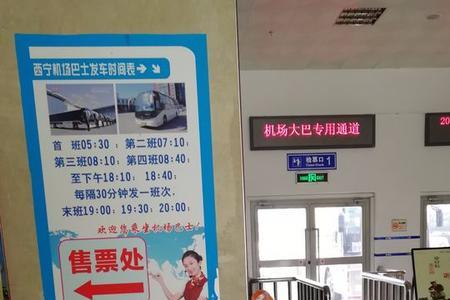 西宁机场巴士发车时间表→↘
首 班05:30；第二班07:10；
第三班08:10；第四班08:40；
至下午18:10；18:40；
每隔30分钟发一班次.
末班19:00；19:30；20:00；
欢迎您乘坐机场巴士！
售票处
机场大巴专用通道
检票口 1
20